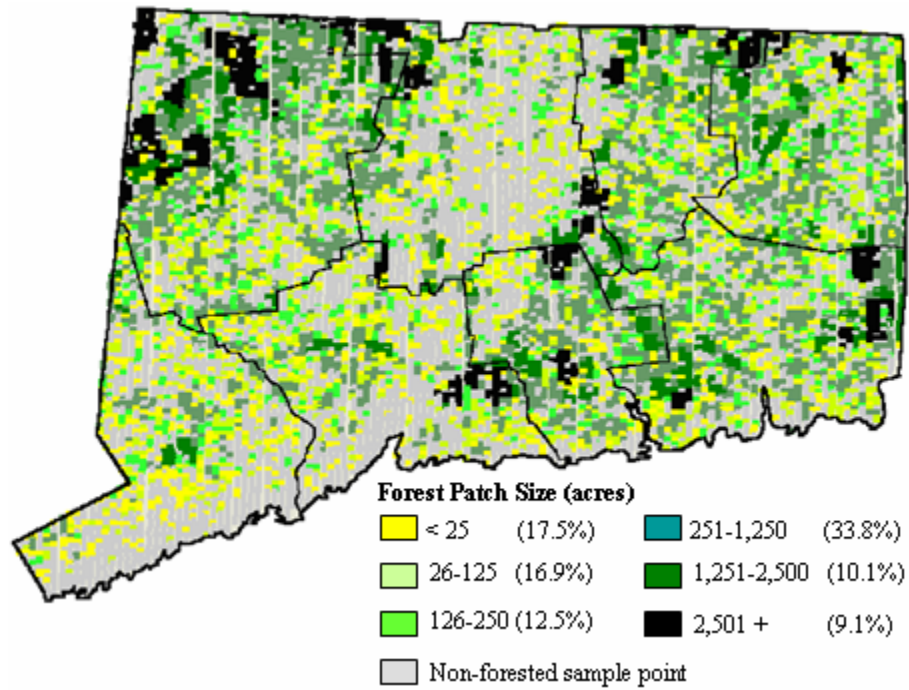 Forest Patch Size (acres)
< 25 (17.5%)
251-1,250 (33.8%)
26-125 (16.9%)
1,251-2,500 (10.1%)
126-250 (12.5%)
2,501 + (9.1%)
Non-forested sample point